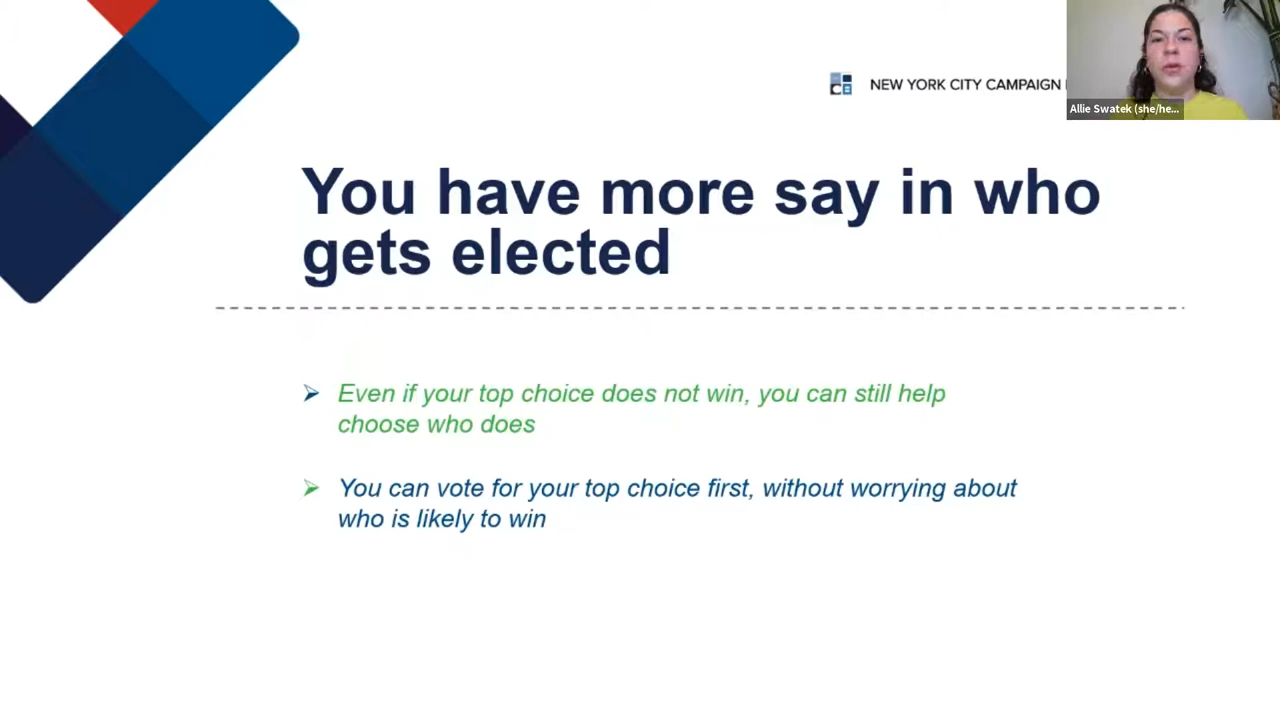 NEW YORK CITY CAMPAIGN
Allie Swatek (she/he...
You have more say in who
gets elected
Even if your top choice does not win, you can still help
choose who does
You can vote for your top choice first, without worrying about
who is likely to win